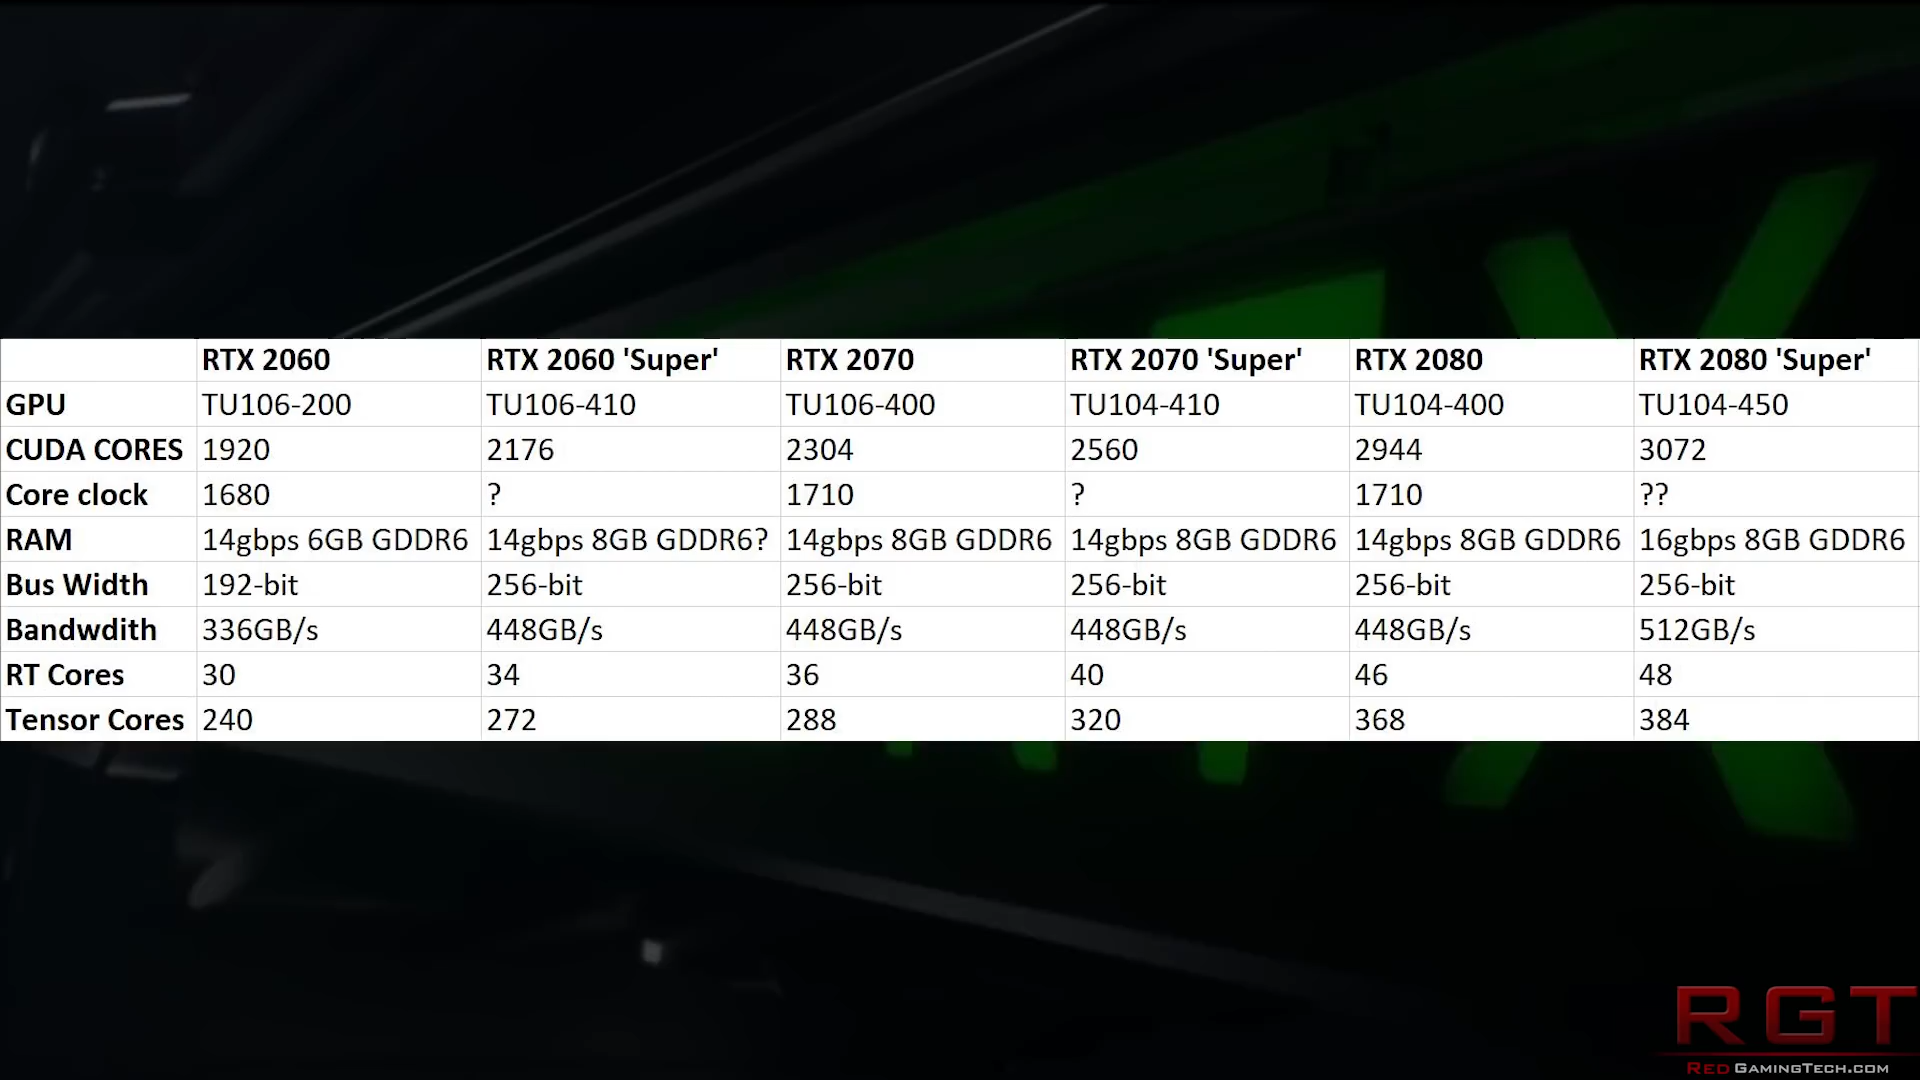 RTX 2060 RTX 2060 'Super' RTX 2070 RTX 2070 'Super' RTX 2080 RTX 2080 'Super'
GPU TU106-200 TU106-410 TU106-400 TU104-410 TU104-400 TU104-450
CUDA CORES 1920 2176 2304 2560 2944 3072
Core clock 1680 ? 1710 ? 1710 ??
RAM 14gbps 6GB GDDR6 14gbps 8GB GDDR6? 14gbps 8GB GDDR6 14gbps 8GB GDDR6 14gbps 8GB GDDR6 16gbps 8GB GDDR6
Bus Width 192-bit 256-bit 256-bit 256-bit 256-bit 256-bit
Bandwdith 336GB/s 448GB/s 448GB/s 448GB/s 448GB/s 512GB/s
RT Cores 30 34 36 40 46 48
Tensor Cores 240 272 288 320 368 384
RGT
RedGamingTech.com